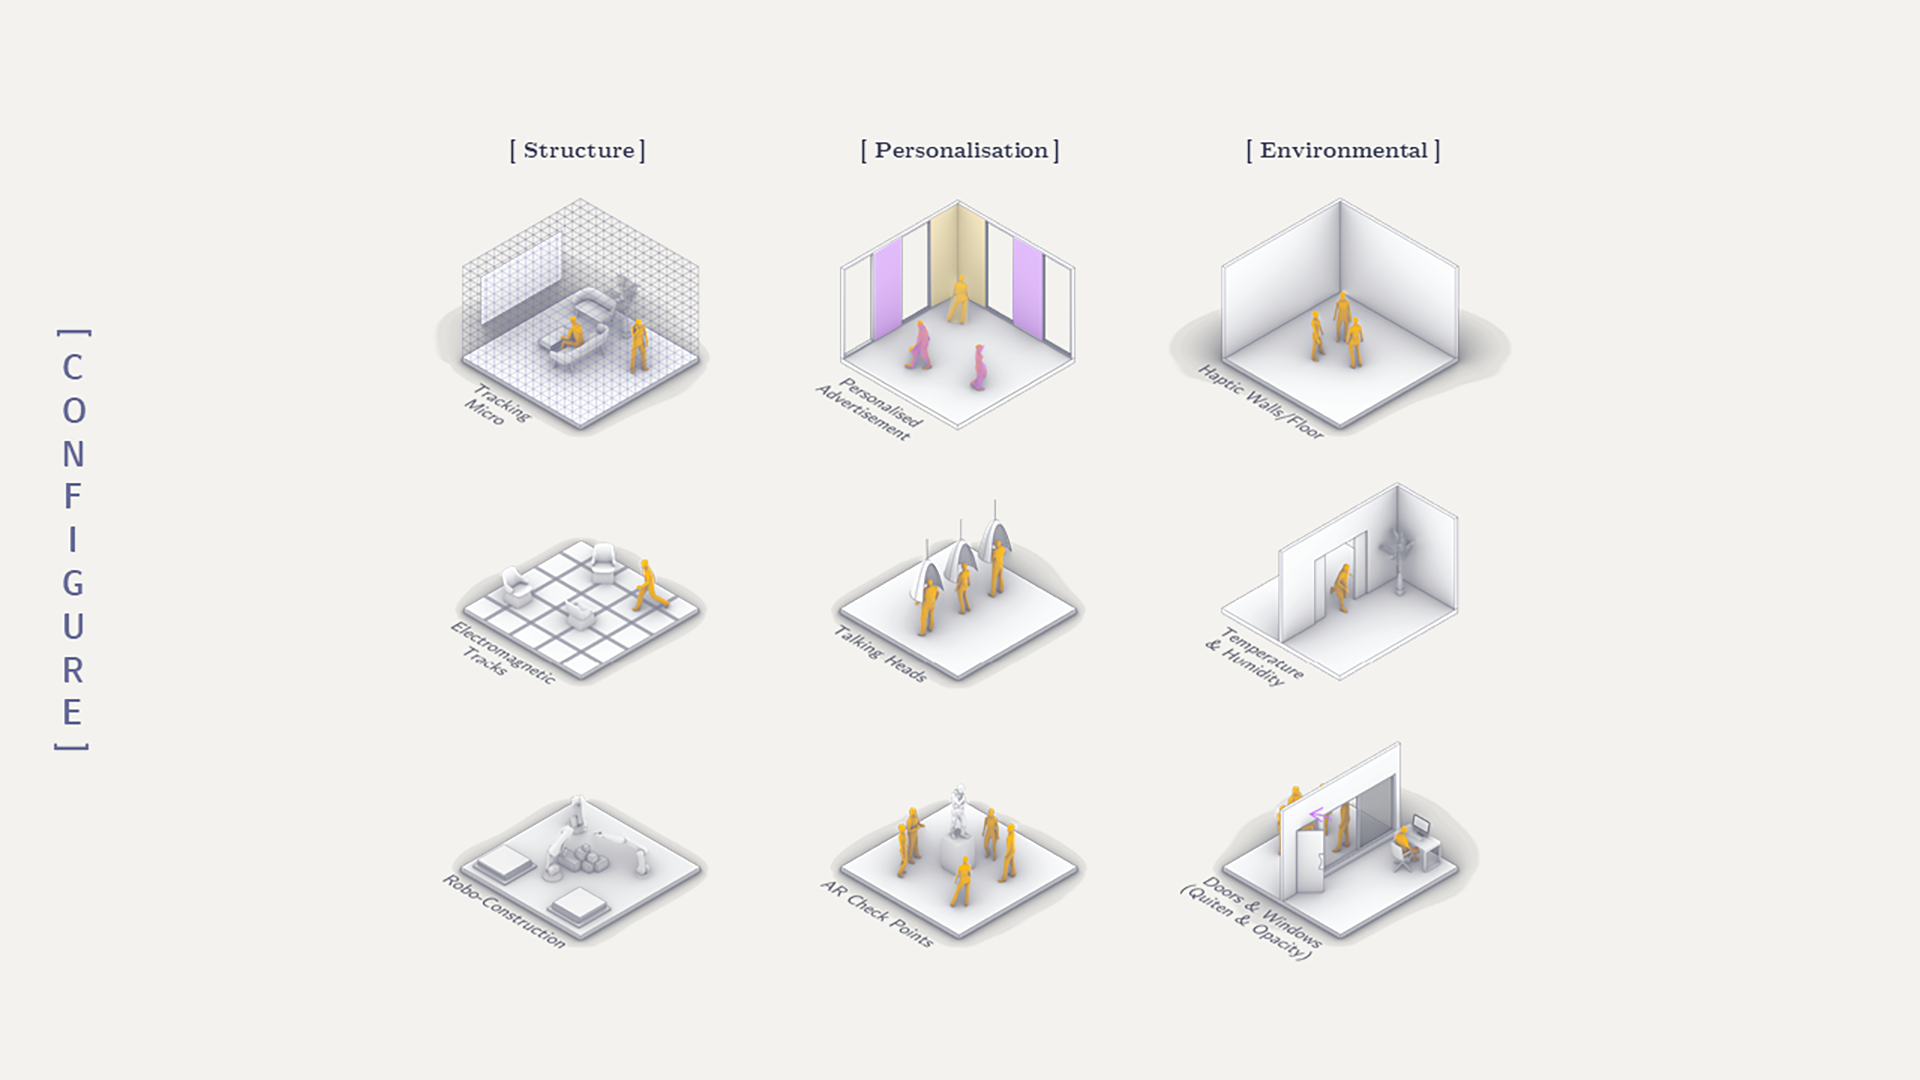 [ CONFIGURE ]
[ Structure ]
[ Personalisation ]
[ Environmental ]
Tracking
Micro
Personalised
Advertisement
Haptic Walls/Floor
Electromagnetic
Tracks
Talking Heads
Temperature
& Humidity
Robo-Construction
AR Check Points
Doors & Windows
(Quiten & Opacity)